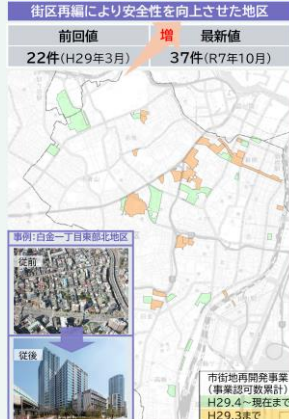 街区再編により安全性を向上させた地区
前回値
増
最新値
22件(H29年3月)
37件(R7年10月)
事例:白金一丁目東部北地区
従前
従後
市街地再開発事業
(事業認可数累計)
H29.4~現在まで
H29.3まで